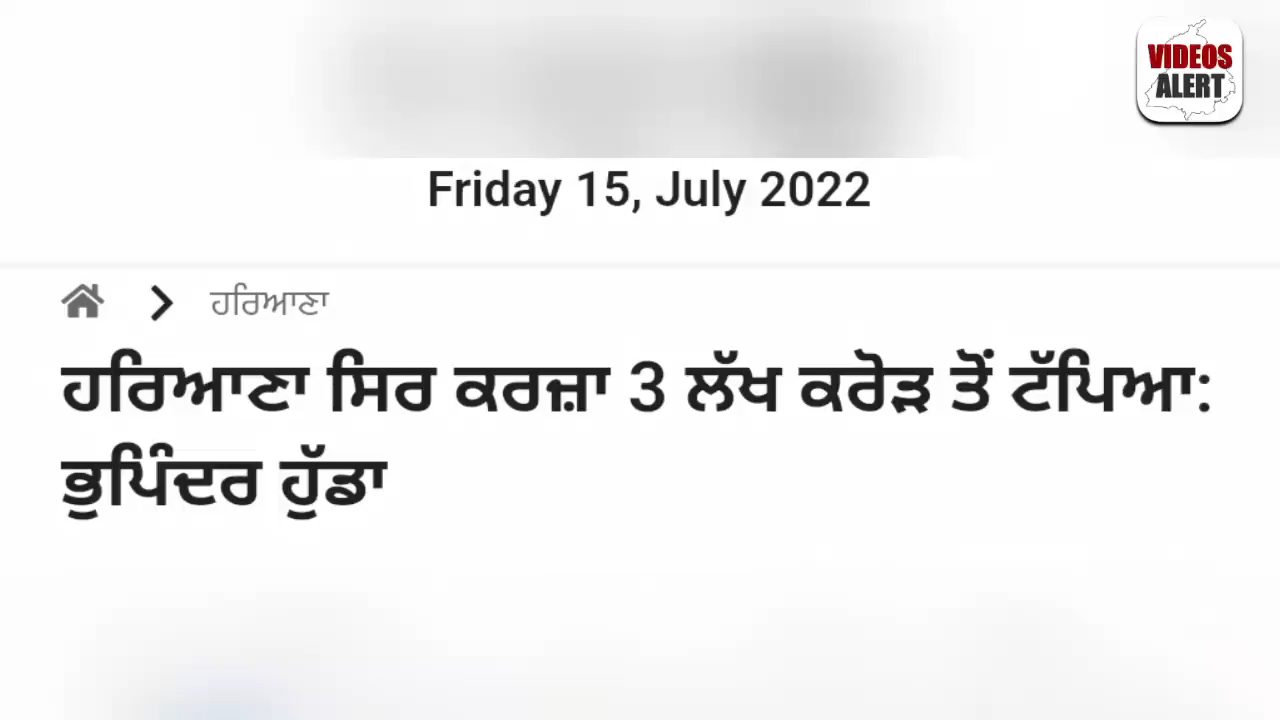 VIDEOS
ALERT
Friday 15, July 2022
ਹਰਿਆਣਾ
ਹਰਿਆਣਾ ਸਿਰ ਕਰਜ਼ਾ 3 ਲੱਖ ਕਰੋੜ ਤੋਂ ਟੱਪਿਆ:
ਭੁਪਿੰਦਰ ਹੁੱਡਾ